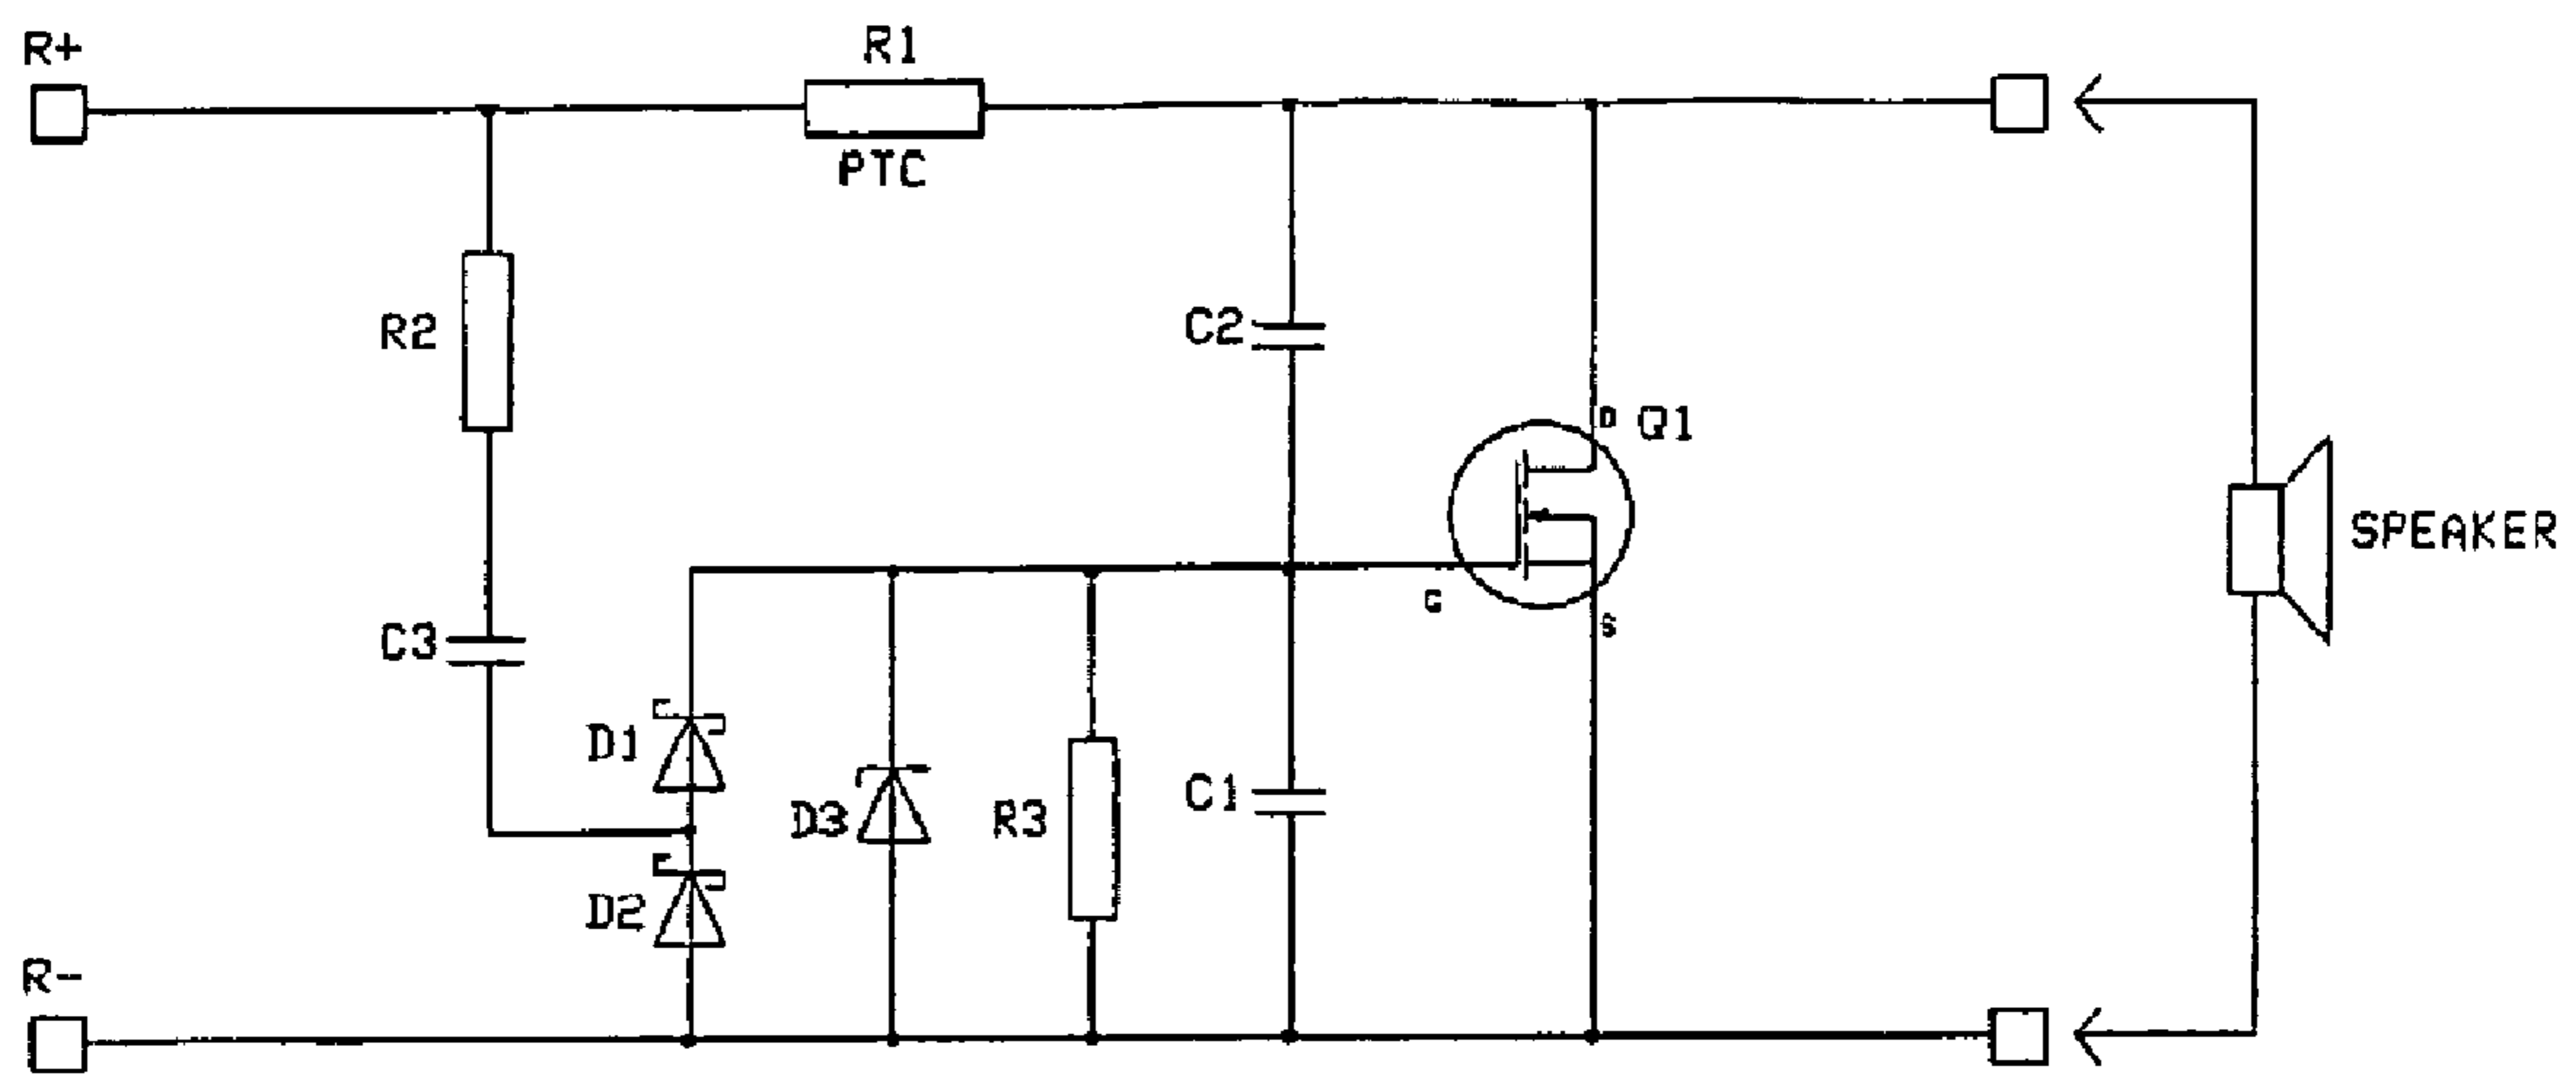 R+
R1
PTC
R2
C2
D Q1
SPEAKER
G
S
C3
D1
D3
R3
C1
D2
R-